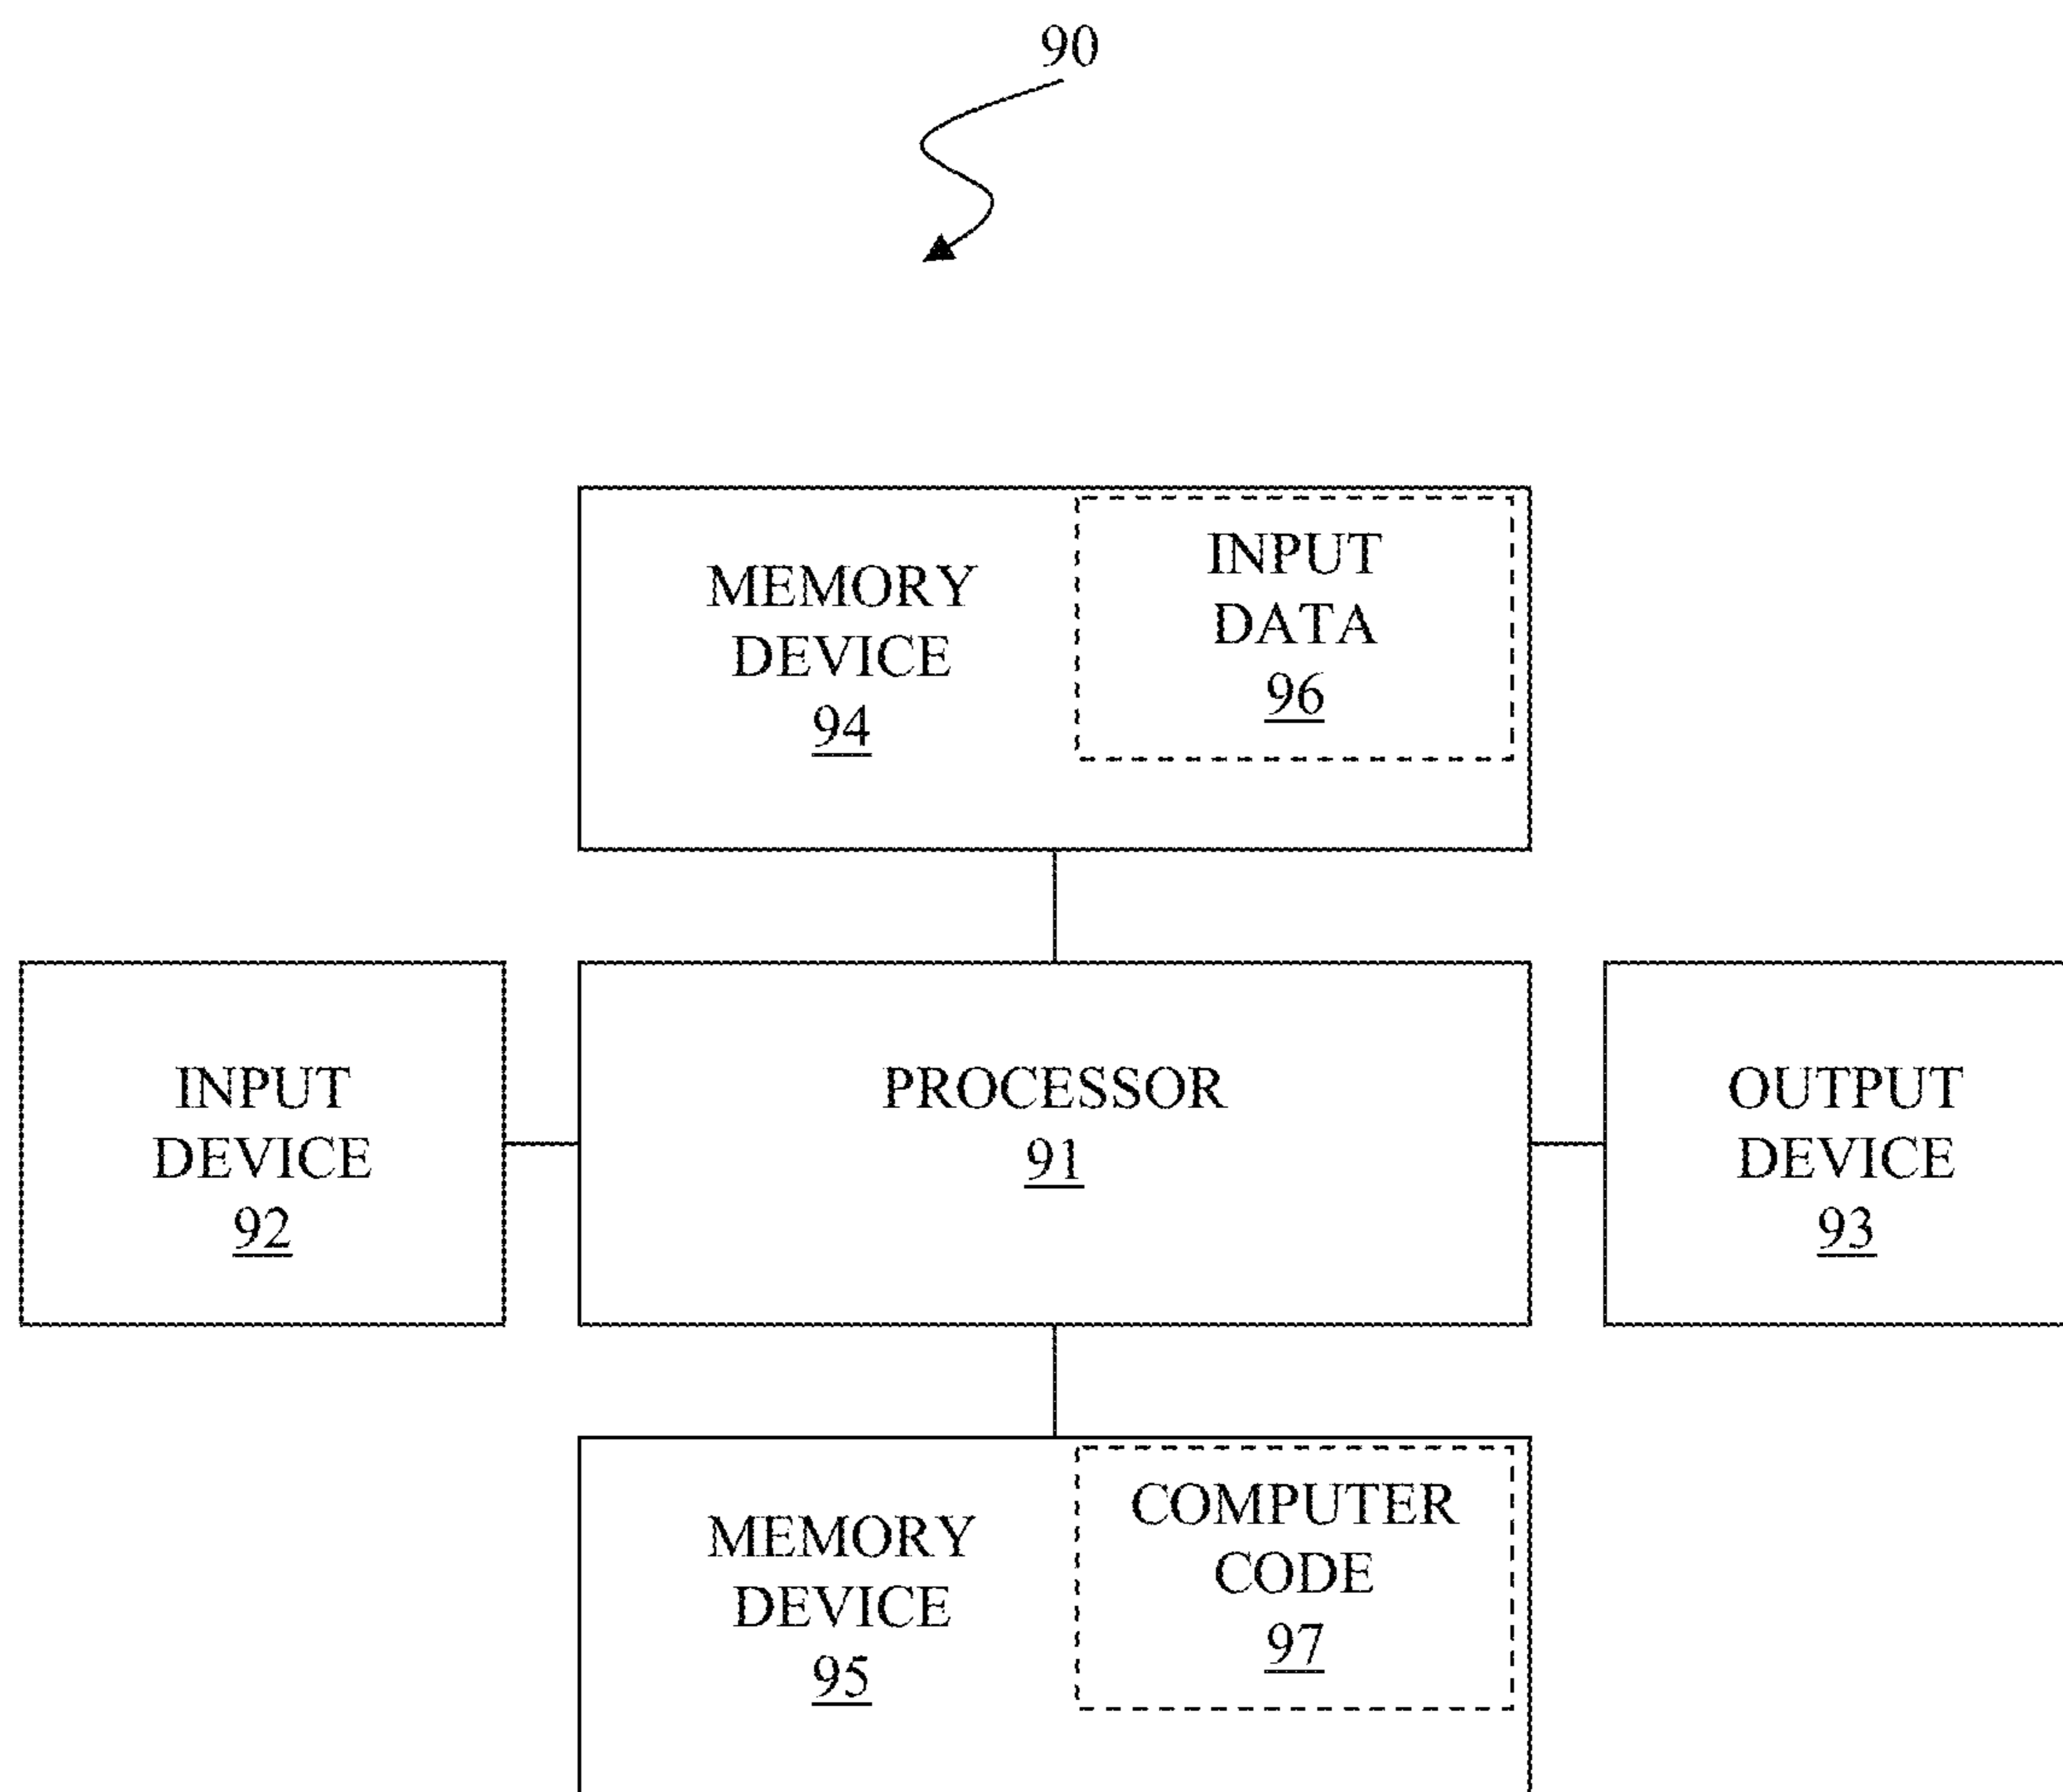 90
MEMORY
DEVICE
94
INPUT
DATA
96
INPUT
DEVICE
92
PROCESSOR
91
OUTPUT
DEVICE
93
MEMORY
DEVICE
95
COMPUTER
CODE
97